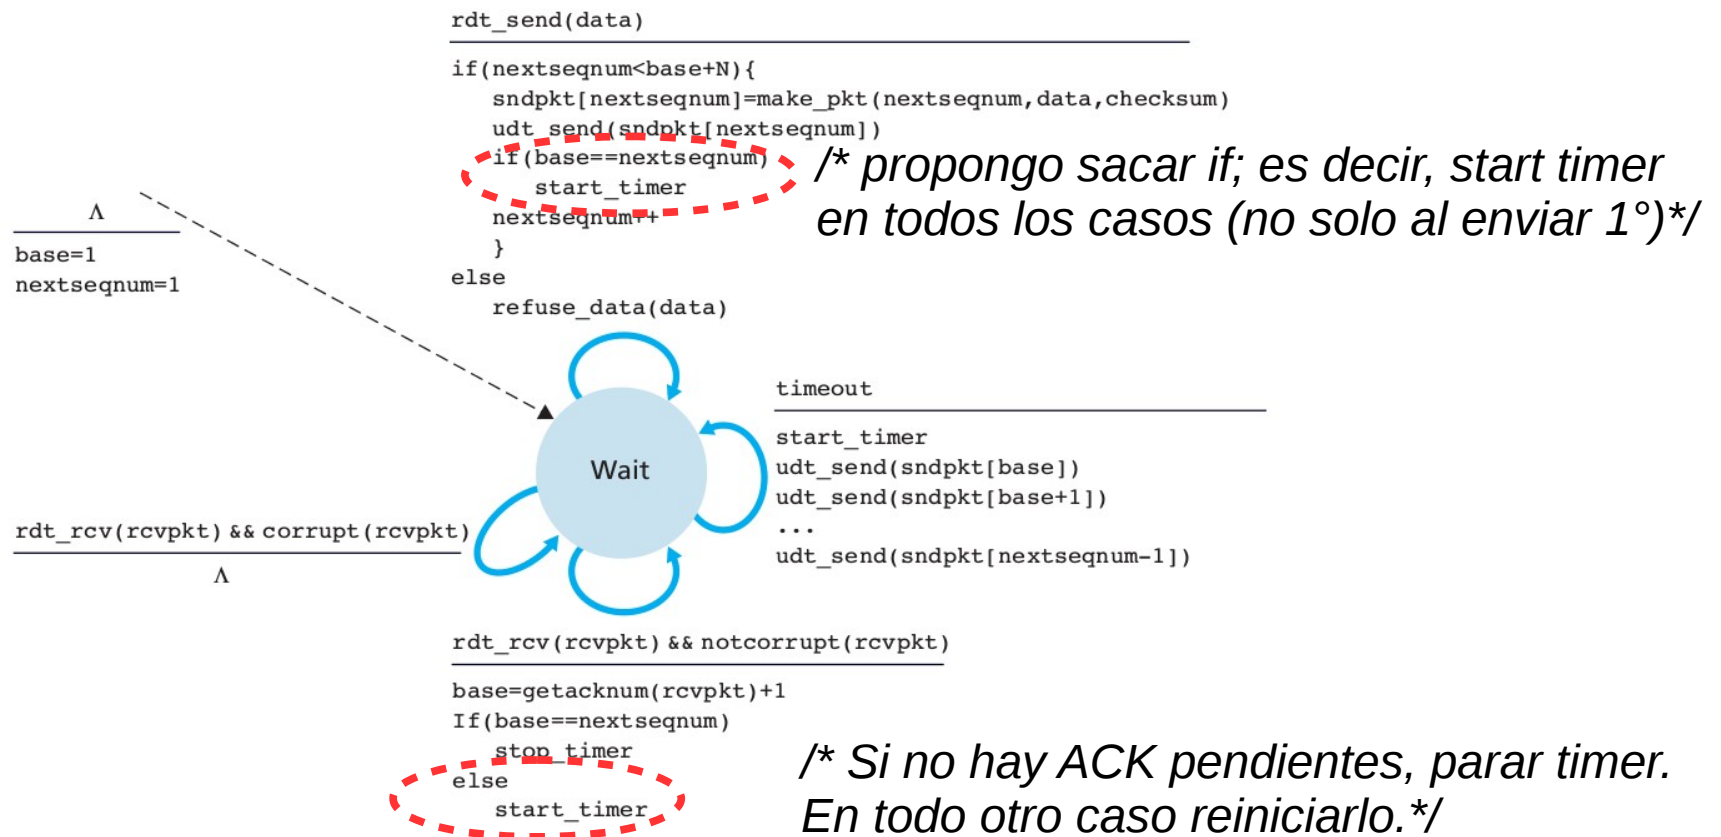 rdt_send(data)
if(nextseqnum<base+N){
sndpkt[nextseqnum]=make_pkt(nextseqnum,data,checksum)
udt_send(sndpkt[nextseqnum])
if(base==nextseqnum)
start_timer
nextseqnum++
}
else
refuse_data(data)
/* propongo sacar if; es decir, start timer
en todos los casos (no solo al enviar 1°)*/
Λ
base=1
nextseqnum=1
timeout
start_timer
udt_send(sndpkt[base])
udt_send(sndpkt[base+1])
...
udt_send(sndpkt[nextseqnum-1])
Wait
rdt_rcv(rcvpkt) && corrupt(rcvpkt)
Λ
rdt_rcv(rcvpkt) && notcorrupt(rcvpkt)
base=getacknum(rcvpkt)+1
If(base==nextseqnum)
stop_timer
else
start_timer
/* Si no hay ACK pendientes, parar timer.
En todo otro caso reiniciarlo.*/